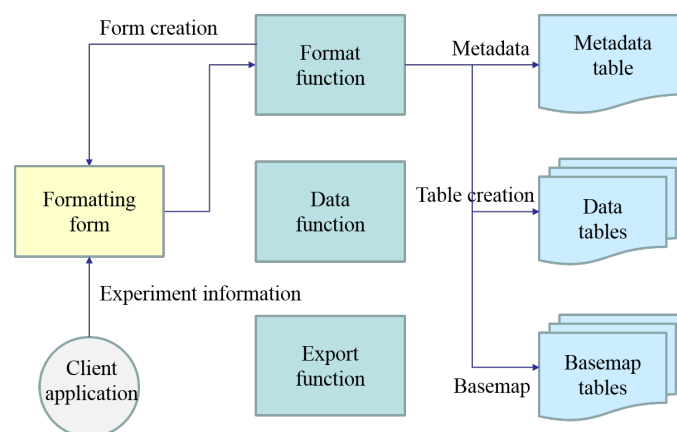 Form creation
Format
function
Metadata
Metadata
table
Formatting
form
Data
function
Table creation
Data
tables
Experiment information
Client
application
Export
function
Basemap
Basemap
tables